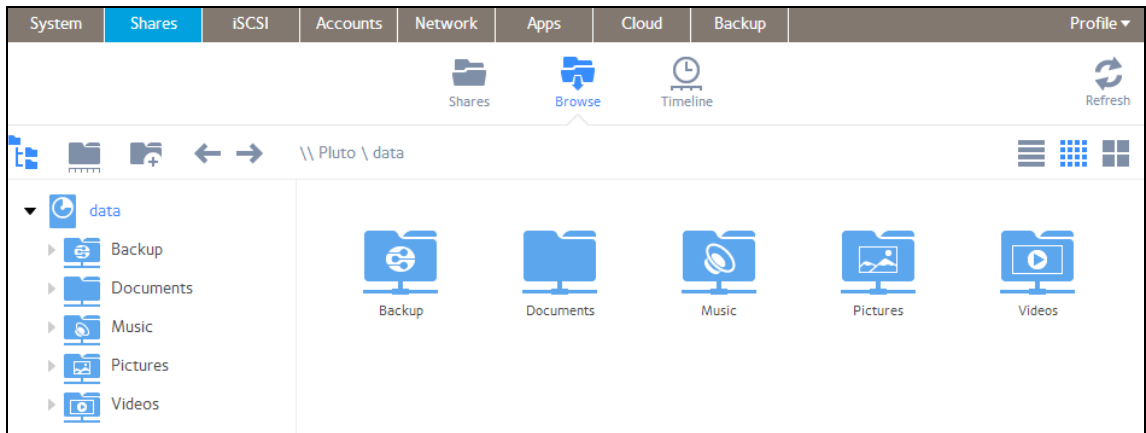 System Shares iSCSI Accounts Network Apps Cloud Backup Profile
Shares Browse Timeline Refresh
\\ Pluto \ data
data
Backup
Documents
Music
Pictures
Videos
Backup Documents Music Pictures Videos